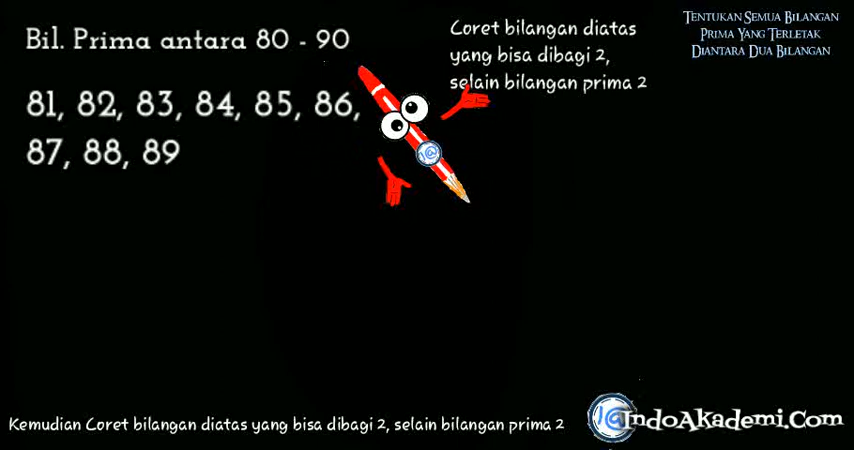 Bil. Prima antara 80 - 90
81, 82, 83, 84, 85, 86,
87, 88, 89
Coret bilangan diatas
yang bisa dibagi 2,
selain bilangan prima 2
Tentukan Semua Bilangan
Prima Yang Terletak
Diantara Dua Bilangan
Kemudian Coret bilangan diatas yang bisa dibagi 2, selain bilangan prima 2
IndoAkademi.Com